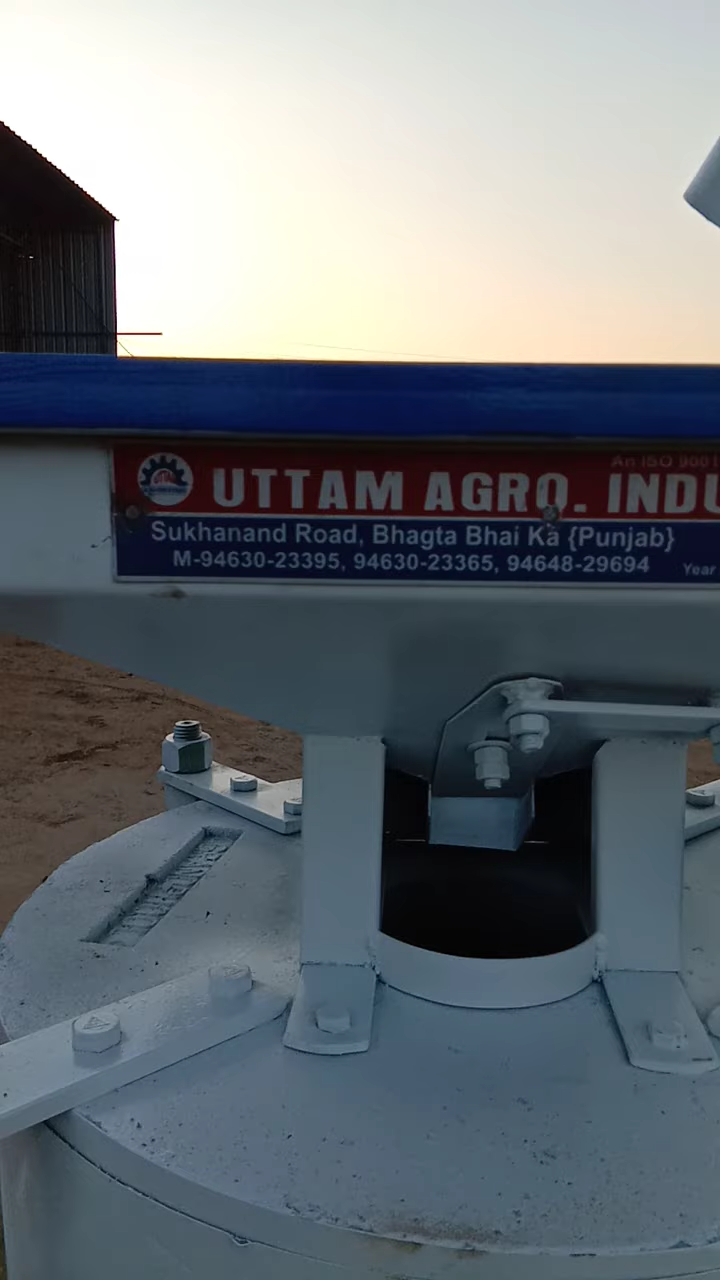 An ISO 9001
UTTAM AGRO. INDU
Sukhanand Road, Bhagta Bhai Ka {Punjab}
M-94630-23395, 94630-23365, 94648-29694
Year